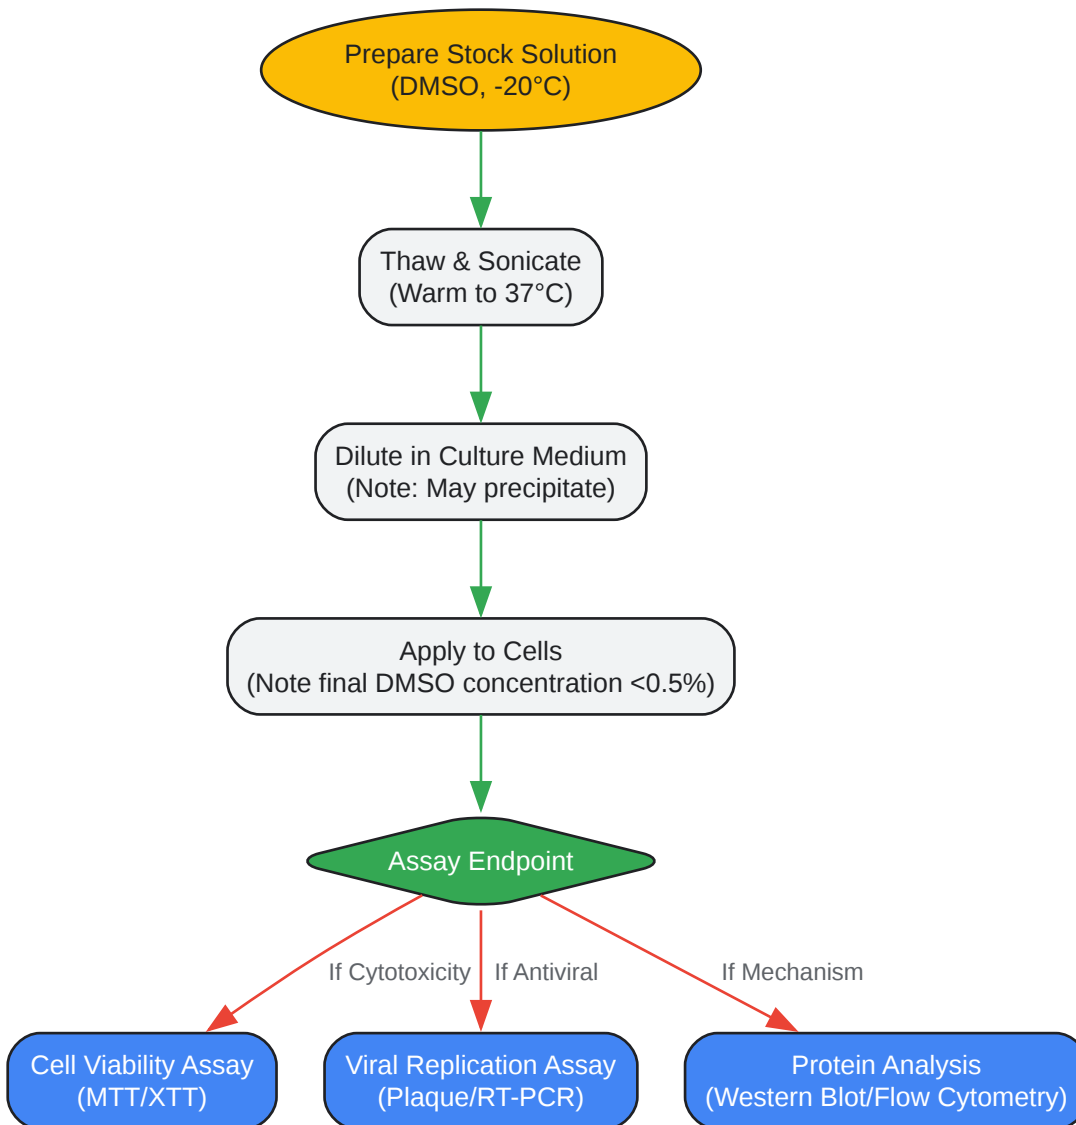 Prepare Stock Solution
(DMSO, -20°C)
Thaw & Sonicate
(Warm to 37°C)
Dilute in Culture Medium
(Note: May precipitate)
Apply to Cells
(Note final DMSO concentration <0.5%)
Assay Endpoint
If Cytotoxicity
If Antiviral
If Mechanism
Cell Viability Assay
(MTT/XTT)
Viral Replication Assay
(Plaque/RT-PCR)
Protein Analysis
(Western Blot/Flow Cytometry)